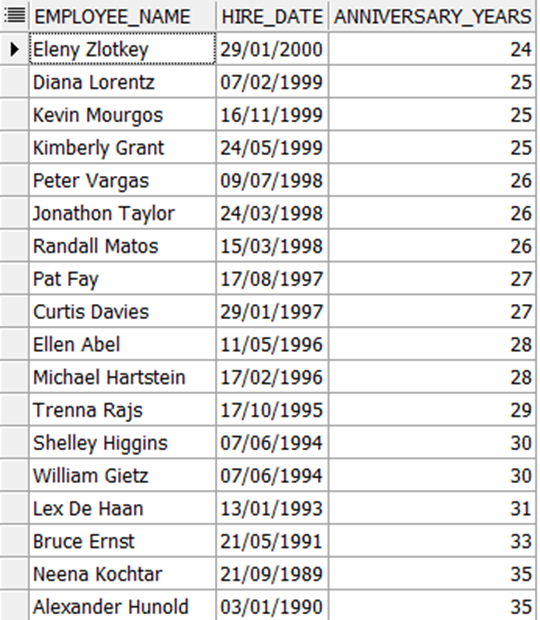 EMPLOYEE_NAME HIRE_DATE ANNIVERSARY_YEARS
Eleny Zlotkey 29/01/2000 24
Diana Lorentz 07/02/1999 25
Kevin Mourgos 16/11/1999 25
Kimberly Grant 24/05/1999 25
Peter Vargas 09/07/1998 26
Jonathon Taylor 24/03/1998 26
Randall Matos 15/03/1998 26
Pat Fay 17/08/1997 27
Curtis Davies 29/01/1997 27
Ellen Abel 11/05/1996 28
Michael Hartstein 17/02/1996 28
Trenna Rajs 17/10/1995 29
Shelley Higgins 07/06/1994 30
William Gietz 07/06/1994 30
Lex De Haan 13/01/1993 31
Bruce Ernst 21/05/1991 33
Neena Kochtar 21/09/1989 35
Alexander Hunold 03/01/1990 35